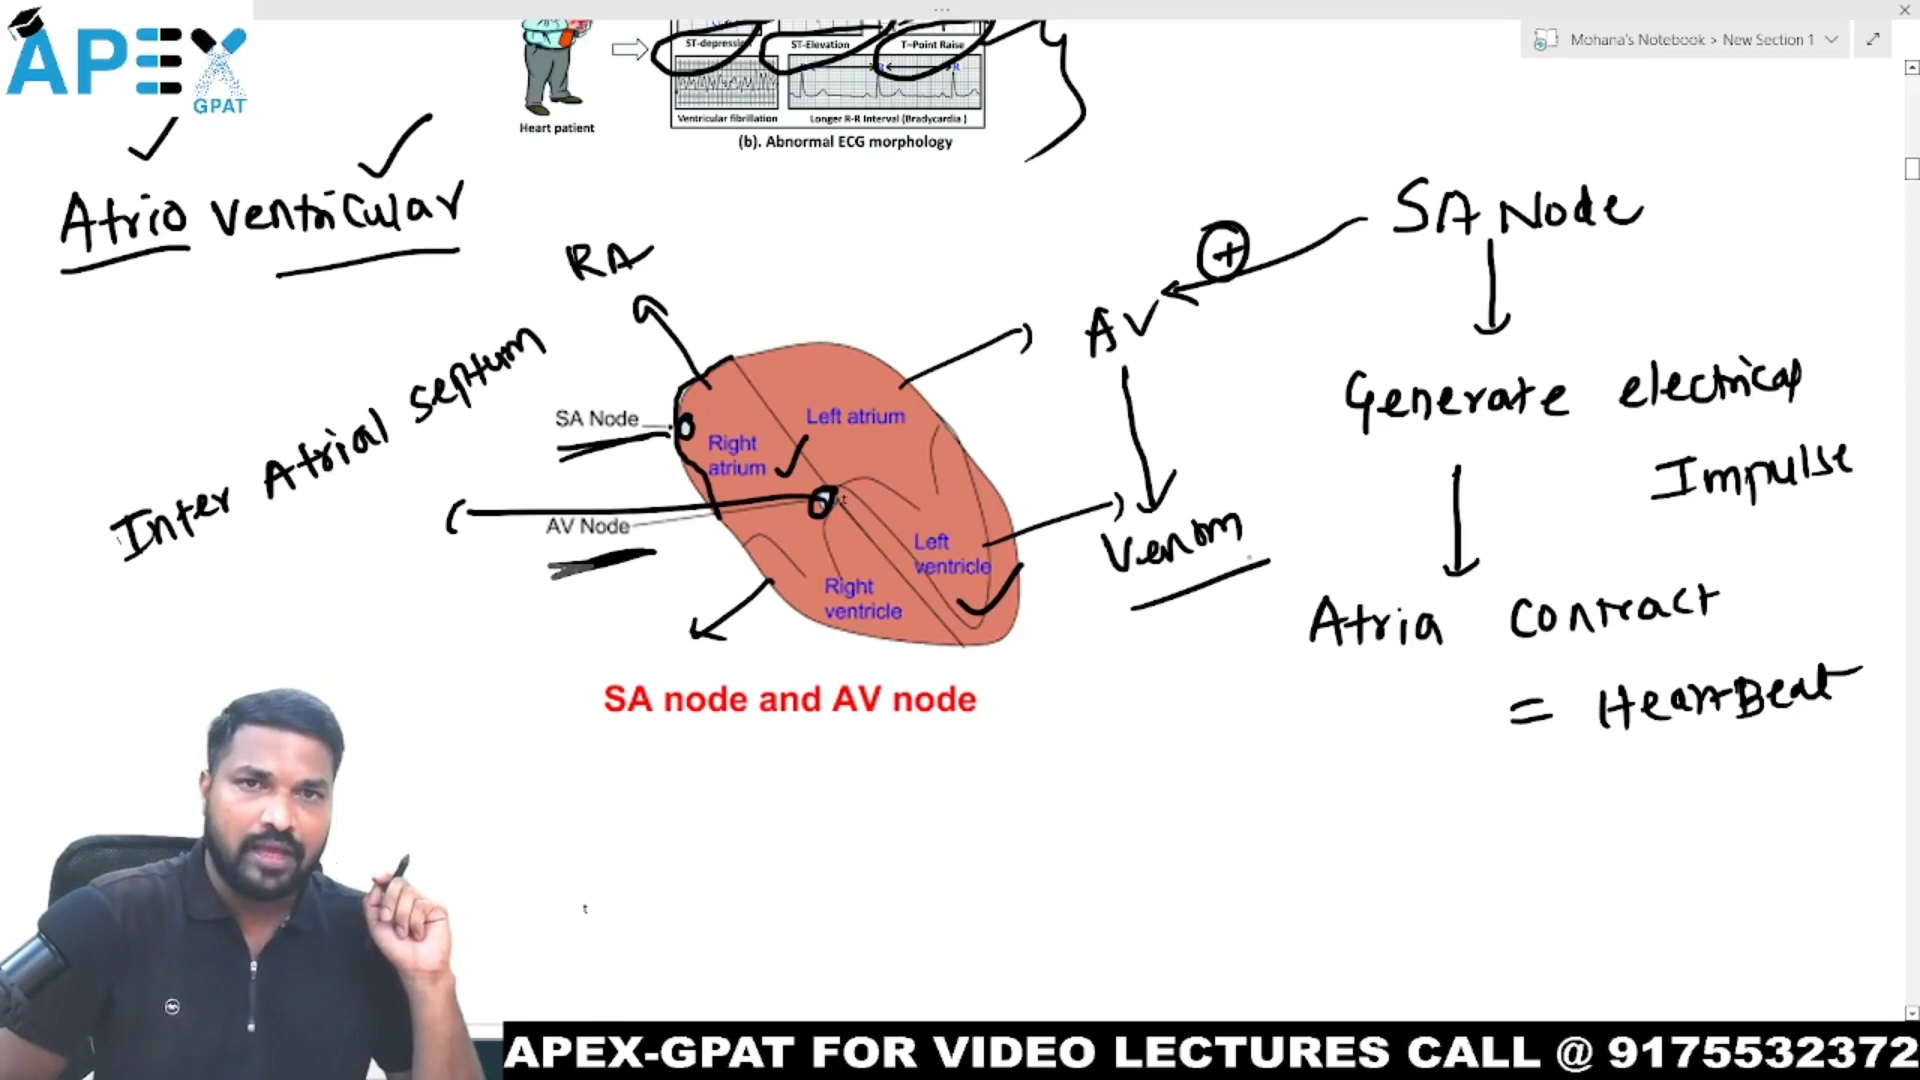 APEX
GPAT
Mohana's Notebook > New Section 1
ST-depression
ST-Elevation
T-Point Raise
R
R
Ventricular fibrillation
Longer R-R Interval (Bradycardia )
Heart patient
(b). Abnormal ECG morphology
Atrio ventricular
RA
SA Node
AV
Inter Atrial septum
SA Node
AV Node
Left atrium
Right
atrium
Left
ventricle
Right
ventricle
Generate electrical
Impulse
Venom
Atria contract
= HeartBeat
SA node and AV node
APEX-GPAT FOR VIDEO LECTURES CALL @ 9175532372